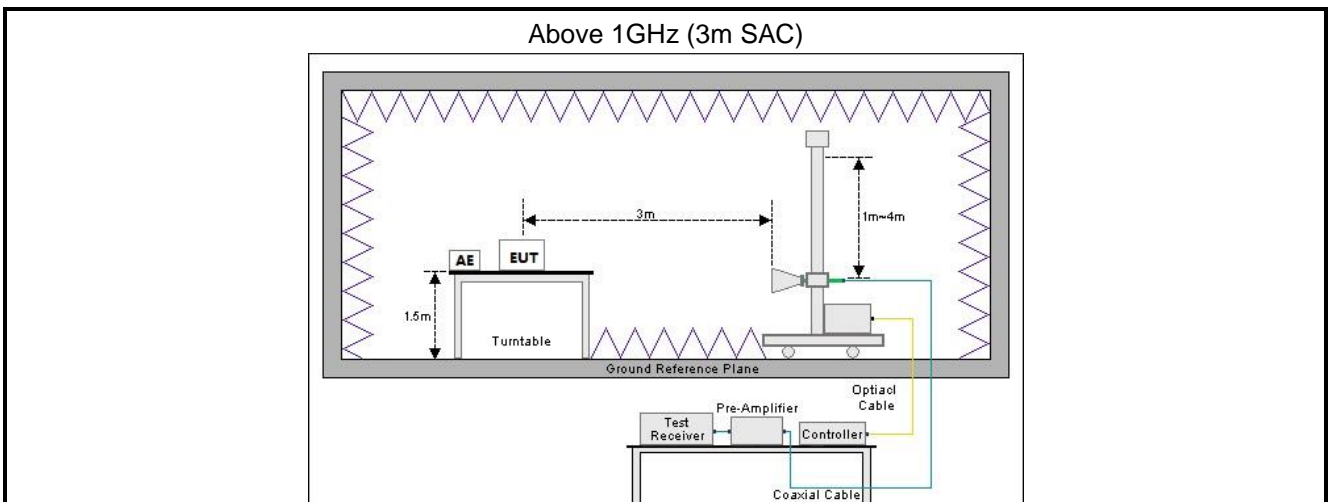 Above 1GHz (3m SAC)
3m
1m~4m
AE
EUT
1.5m
Turntable
Ground Reference Plane
Optiacl
Cable
Pre-Amplifier
Test
Receiver
Controller
Coaxial Cable